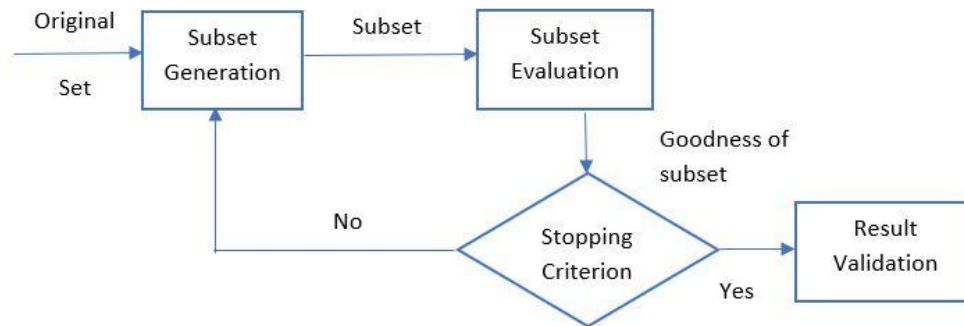 Original
Set
Subset
Generation
Subset
Subset
Evaluation
Goodness of
subset
Stopping
Criterion
No
Yes
Result
Validation